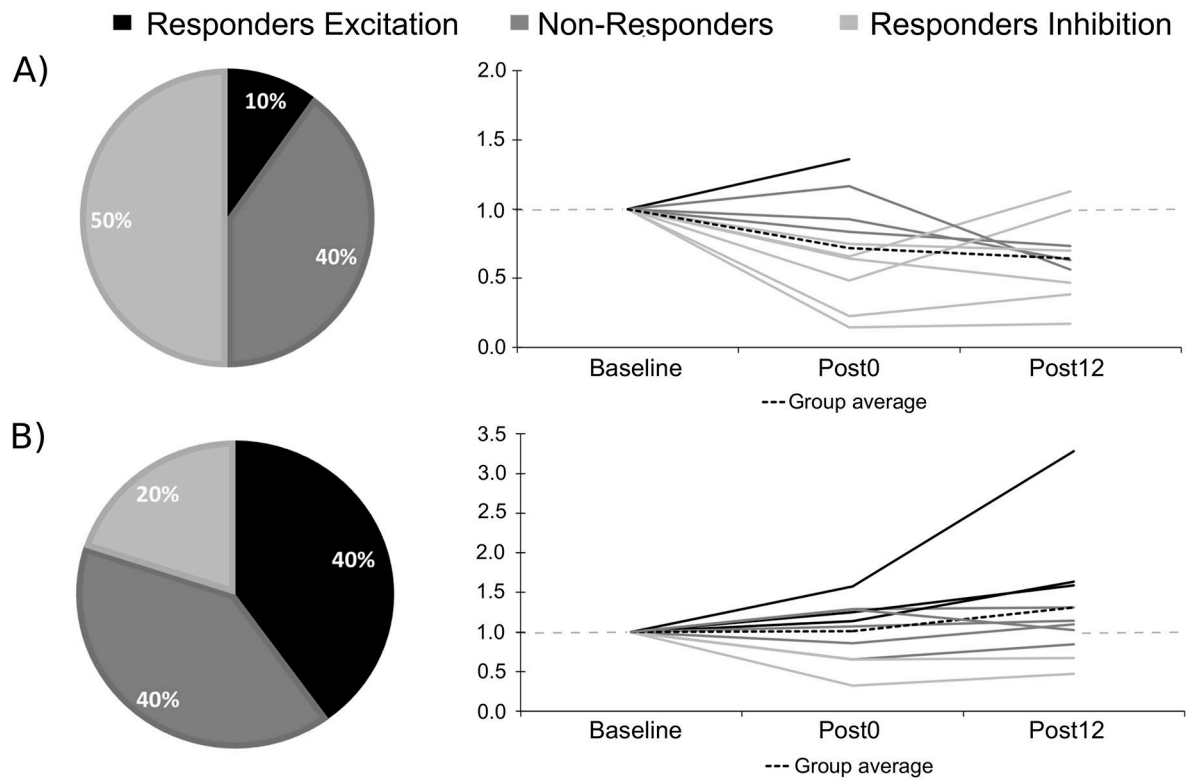 Responders Excitation Non-Responders Responders Inhibition
A)
10%
50%
40%
2.0
1.5
1.0
0.5
0.0
Baseline Post0 Post12
Group average
B)
20%
40%
40%
3.5
3.0
2.5
2.0
1.5
1.0
0.5
0.0
Baseline Post0 Post12
Group average